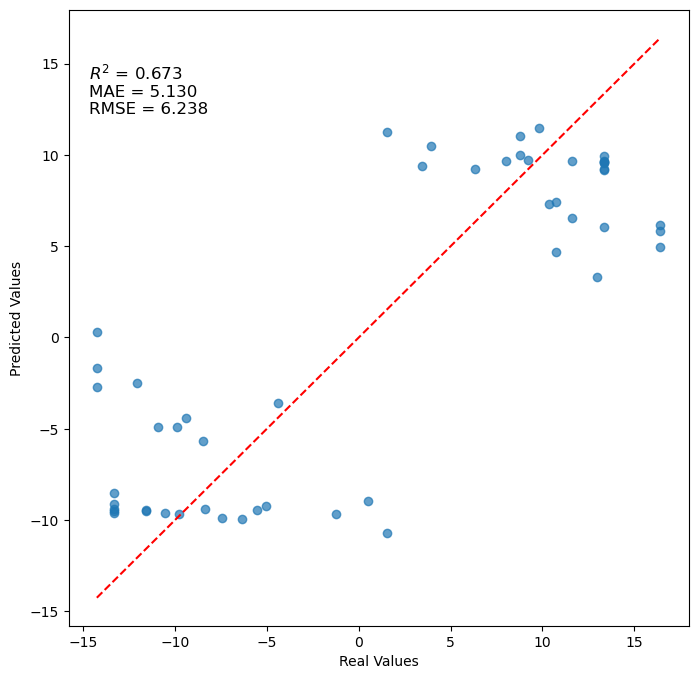 R² = 0.673
MAE = 5.130
RMSE = 6.238
15
10
5
0
−5
−10
−15
Predicted Values
−15
−10
−5
0
5
10
15
Real Values